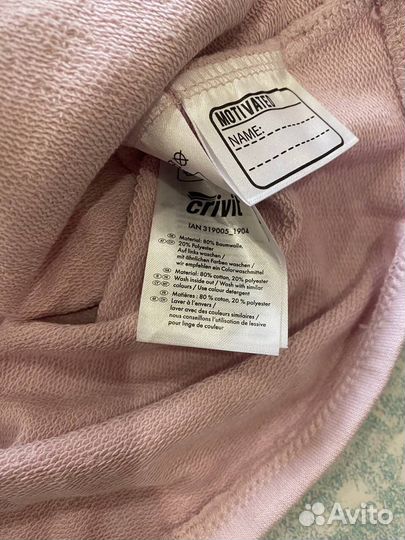 MOTIVATED
NAME:
crivit
IAN 319005_1904
Material: 80% Baumwolle,
20% Polyester
Auf links waschen /
mit ähnlichen Farben waschen /
wir empfehlen ein Colorwaschmittel
Material: 80% cotton, 20% polyester
Wash inside out / Wash with similar
colours / Use colour detergent
Matières : 80 % coton, 20 % polyester
Laver à l'envers /
laver avec des couleurs similaires /
nous conseillons l'utilisation de lessive
pour linge de couleur
Avito